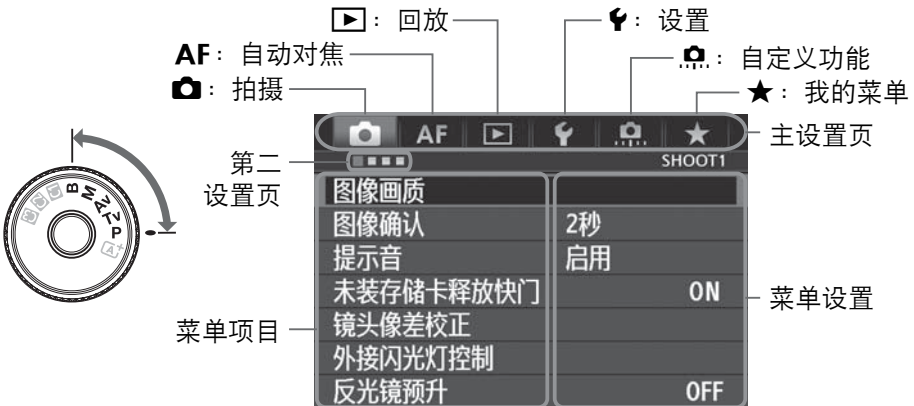 ▶：回放
🔧：设置
AF：自动对焦
自定义功能
：拍摄
★：我的菜单
AF
★
主设置页
第二
设置页
SHOOT1
图像画质
图像确认 2秒
提示音 启用
未装存储卡释放快门 ON
镜头像差校正
外接闪光灯控制
反光镜预升 OFF
菜单项目
菜单设置
B
M
Av
Tv
P
A+